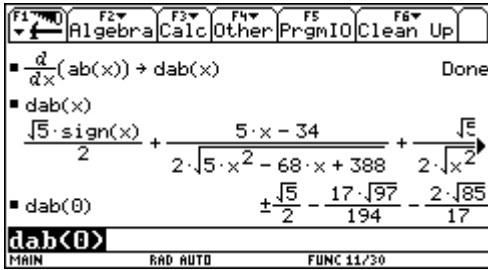 F1 F2 Algebra F3 Calc F4 Other F5 PrgmIO F6 Clean Up
▪ d/dx(ab(x)) → dab(x) Done
▪ dab(x)
√5·sign(x)/2 + (5·x − 34)/(2·√(5·x² − 68·x + 388)) + √5/(2·√(x²
▪ dab(0) ±√5/2 − 17·√97/194 − 2·√85/17
dab(0)
MAIN RAD AUTO FUNC 11/30